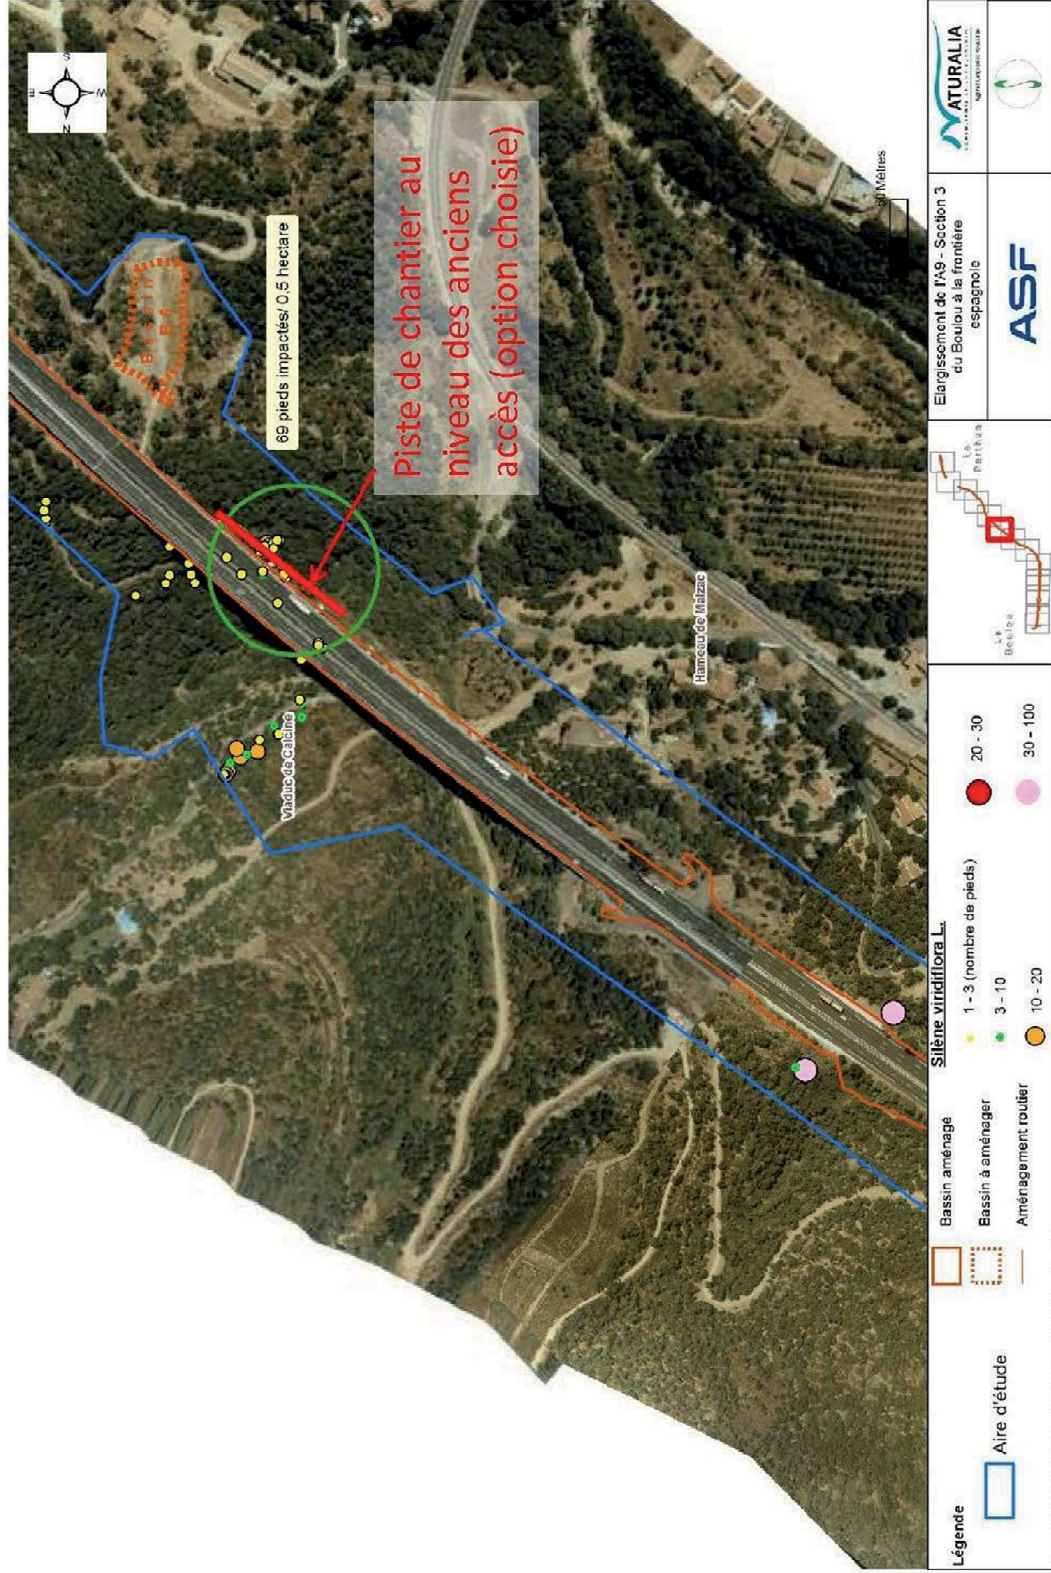 S
E
W
N
Bassin
B5
69 pieds impactés/ 0,5 hectare
Piste de chantier au
niveau des anciens
accès (option choisie)
Viaduc de Calcine
Hameau de Malzac
Mètres
Légende
Aire d'étude
Bassin aménagé
Bassin à aménager
Aménagement routier
Silène viridiflora L.
1 - 3 (nombre de pieds)
3 - 10
10 - 20
20 - 30
30 - 100
Le
Boulou
Le
Perthus
Elargissement de l'A9 - Section 3
du Boulou à la frontière
espagnole
ASF
NATURALIA